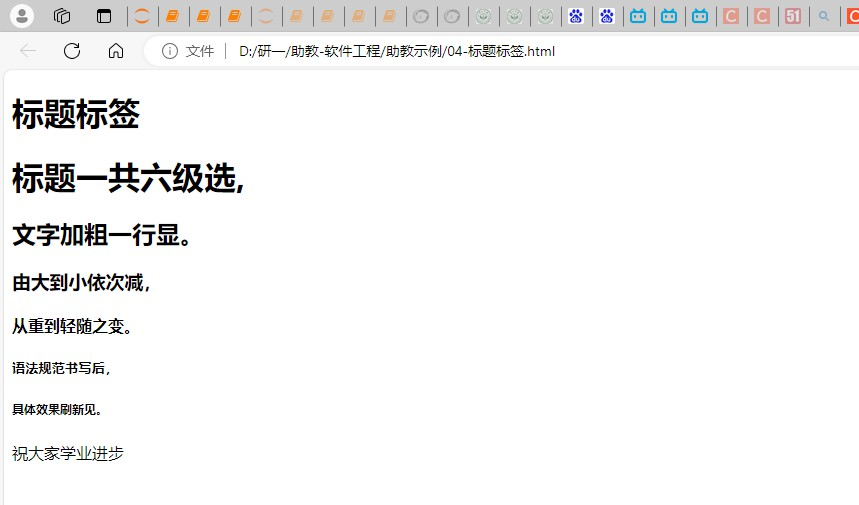 文件 D:/研一/助教-软件工程/助教示例/04-标题标签.html
标题标签
标题一共六级选,
文字加粗一行显。
由大到小依次减,
从重到轻随之变。
语法规范书写后,
具体效果刷新见。
祝大家学业进步